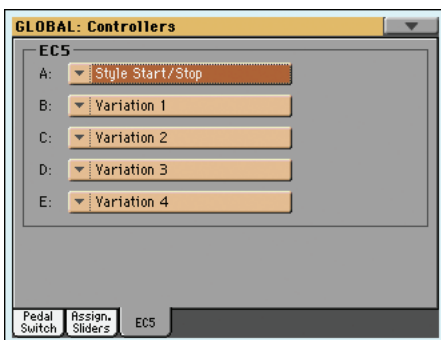 GLOBAL: Controllers
EC5
A: Style Start/Stop
B: Variation 1
C: Variation 2
D: Variation 3
E: Variation 4
Pedal Switch Assign. Sliders EC5